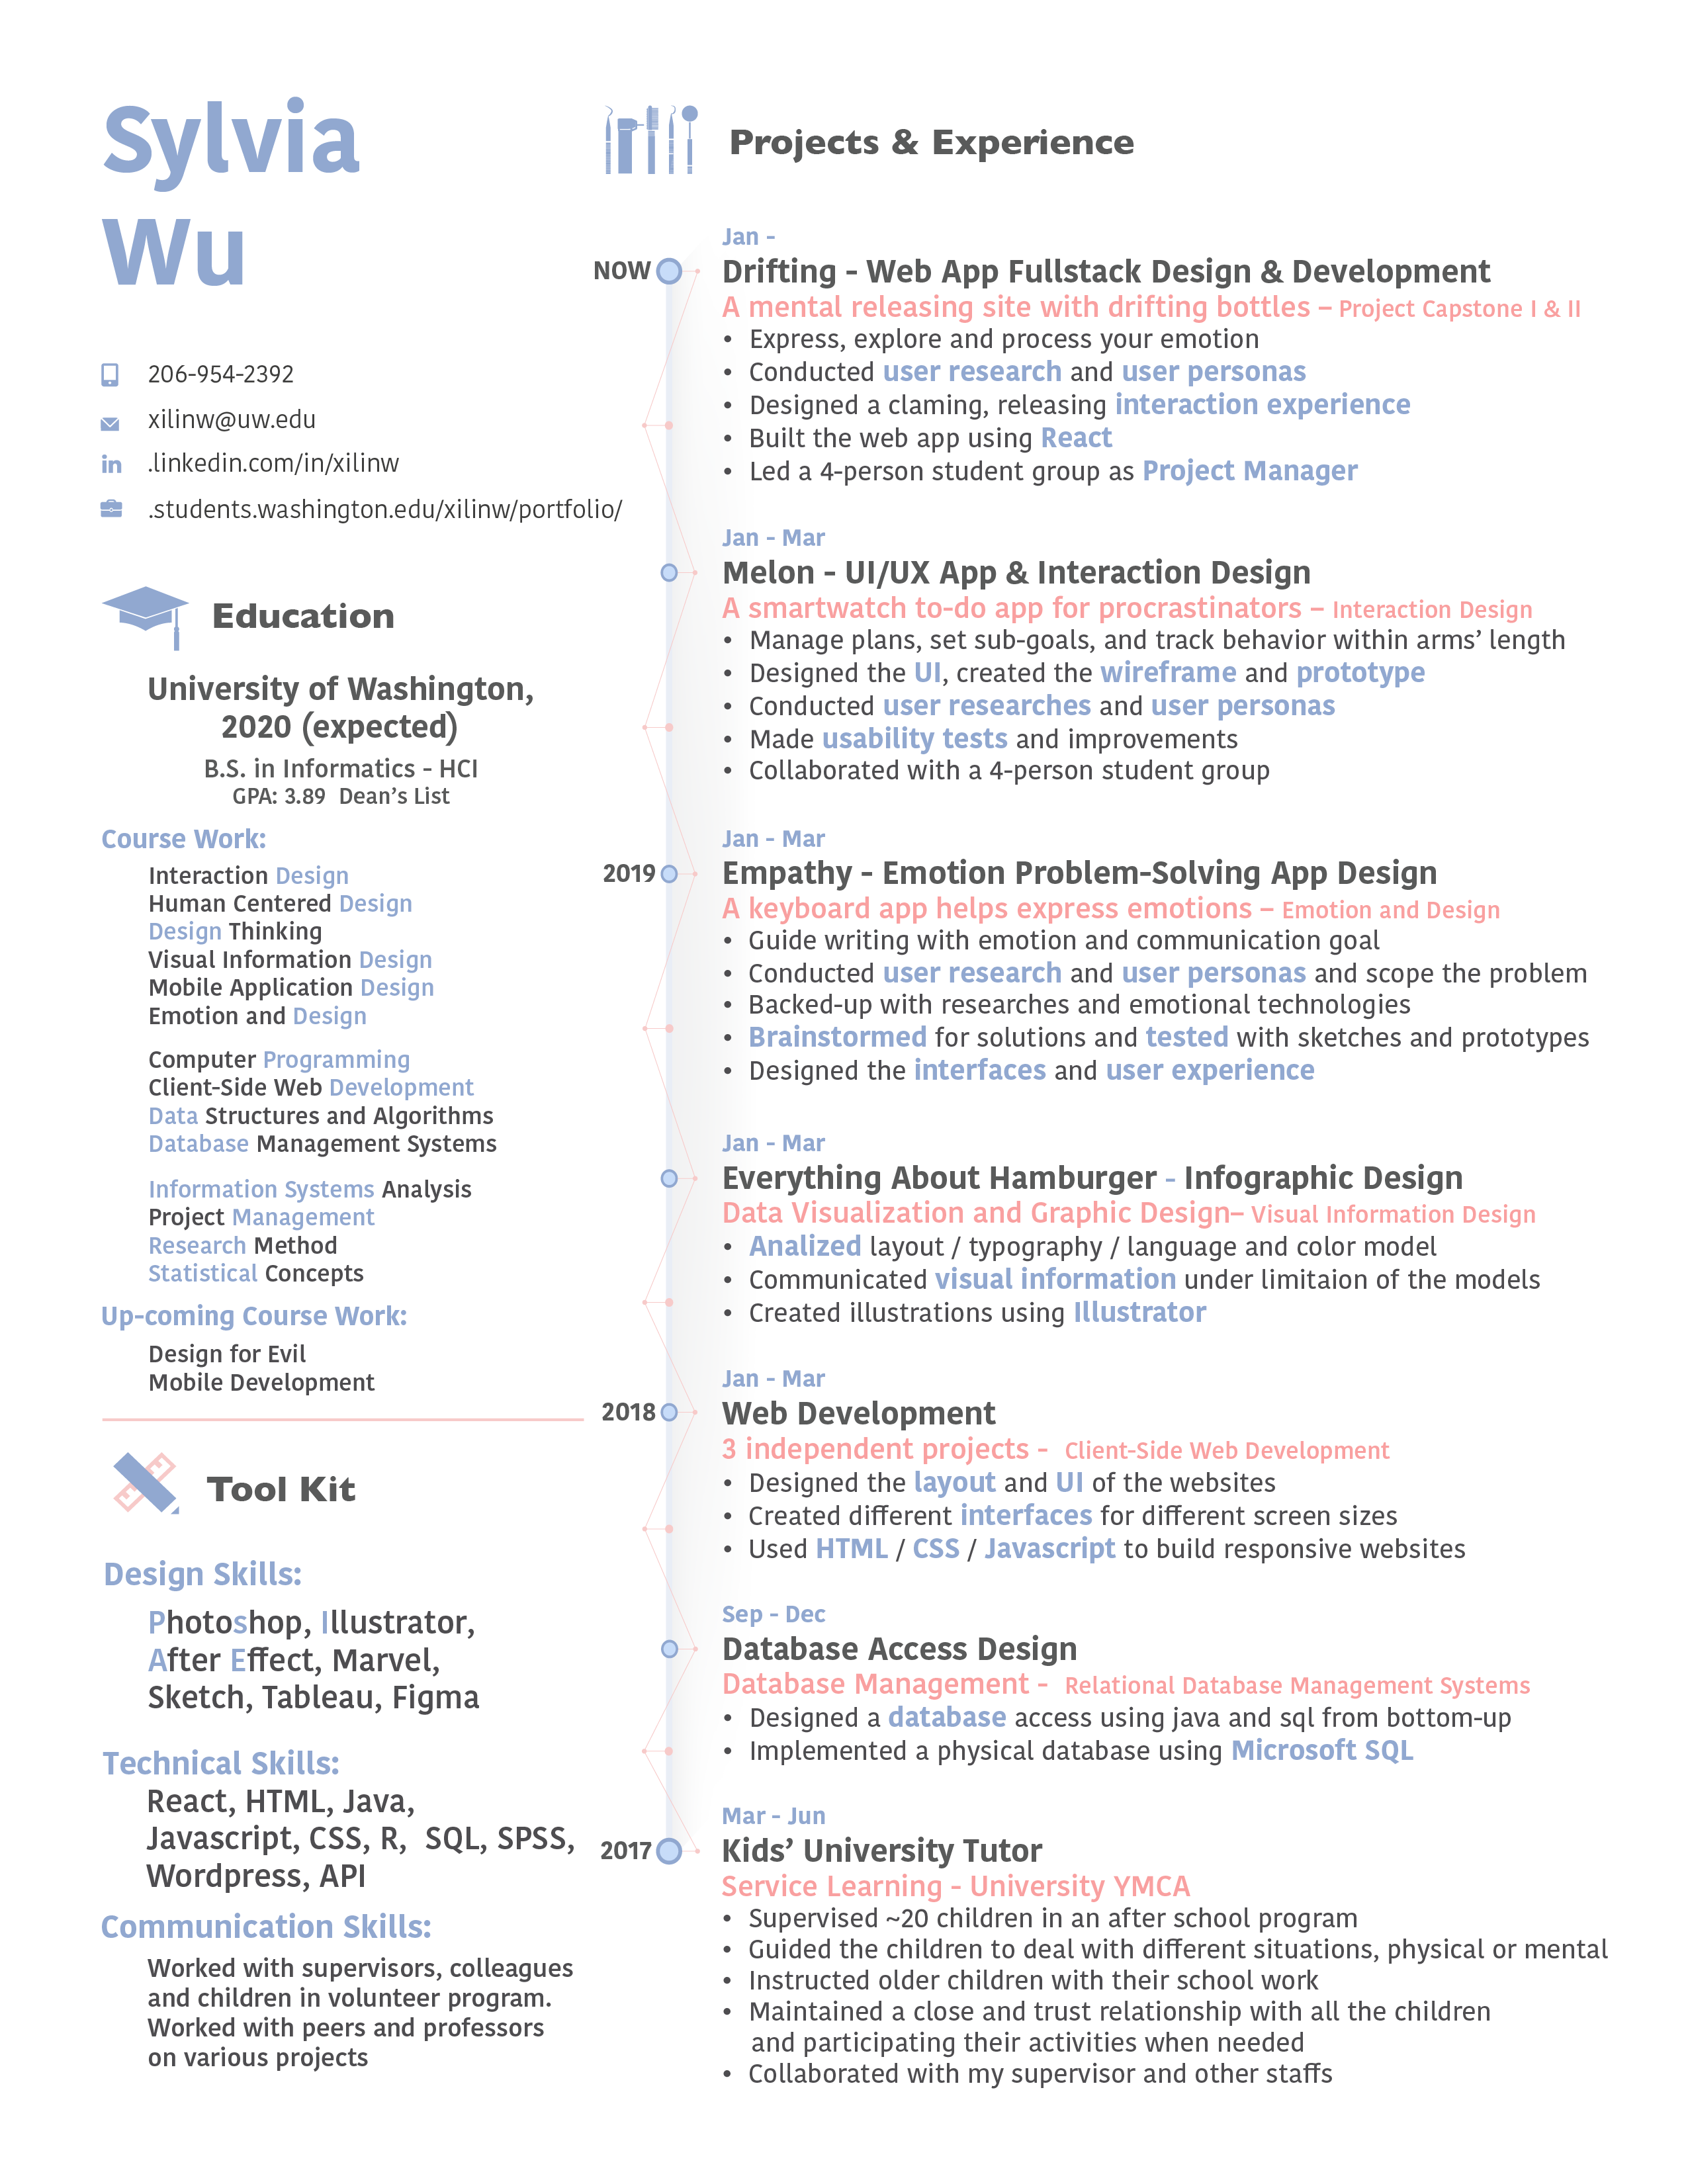 Sylvia
Wu
206-954-2392
xilinw@uw.edu
in .linkedin.com/in/xilinw
.students.washington.edu/xilinw/portfolio/
Education
University of Washington,
2020 (expected)
B.S. in Informatics - HCI
GPA: 3.89 Dean's List
Course Work:
Interaction Design
Human Centered Design
Design Thinking
Visual Information Design
Mobile Application Design
Emotion and Design
Computer Programming
Client-Side Web Development
Data Structures and Algorithms
Database Management Systems
Information Systems Analysis
Project Management
Research Method
Statistical Concepts
Up-coming Course Work:
Design for Evil
Mobile Development
Tool Kit
Design Skills:
Photoshop, Illustrator,
After Effect, Marvel,
Sketch, Tableau, Figma
Technical Skills:
React, HTML, Java,
Javascript, CSS, R, SQL, SPSS,
Wordpress, API
Communication Skills:
Worked with supervisors, colleagues
and children in volunteer program.
Worked with peers and professors
on various projects
Projects & Experience
Jan -
NOW
Drifting - Web App Fullstack Design & Development
A mental releasing site with drifting bottles – Project Capstone I & II
• Express, explore and process your emotion
• Conducted user research and user personas
• Designed a claming, releasing interaction experience
• Built the web app using React
• Led a 4-person student group as Project Manager
Jan - Mar
Melon - UI/UX App & Interaction Design
A smartwatch to-do app for procrastinators – Interaction Design
• Manage plans, set sub-goals, and track behavior within arms' length
• Designed the UI, created the wireframe and prototype
• Conducted user researches and user personas
• Made usability tests and improvements
• Collaborated with a 4-person student group
Jan - Mar
2019
Empathy - Emotion Problem-Solving App Design
A keyboard app helps express emotions – Emotion and Design
• Guide writing with emotion and communication goal
• Conducted user research and user personas and scope the problem
• Backed-up with researches and emotional technologies
• Brainstormed for solutions and tested with sketches and prototypes
• Designed the interfaces and user experience
Jan - Mar
Everything About Hamburger - Infographic Design
Data Visualization and Graphic Design– Visual Information Design
• Analized layout / typography / language and color model
• Communicated visual information under limitaion of the models
• Created illustrations using Illustrator
Jan - Mar
2018
Web Development
3 independent projects - Client-Side Web Development
• Designed the layout and UI of the websites
• Created different interfaces for different screen sizes
• Used HTML / CSS / Javascript to build responsive websites
Sep - Dec
Database Access Design
Database Management - Relational Database Management Systems
• Designed a database access using java and sql from bottom-up
• Implemented a physical database using Microsoft SQL
Mar - Jun
2017
Kids' University Tutor
Service Learning - University YMCA
• Supervised ~20 children in an after school program
• Guided the children to deal with different situations, physical or mental
• Instructed older children with their school work
• Maintained a close and trust relationship with all the children
and participating their activities when needed
• Collaborated with my supervisor and other staffs